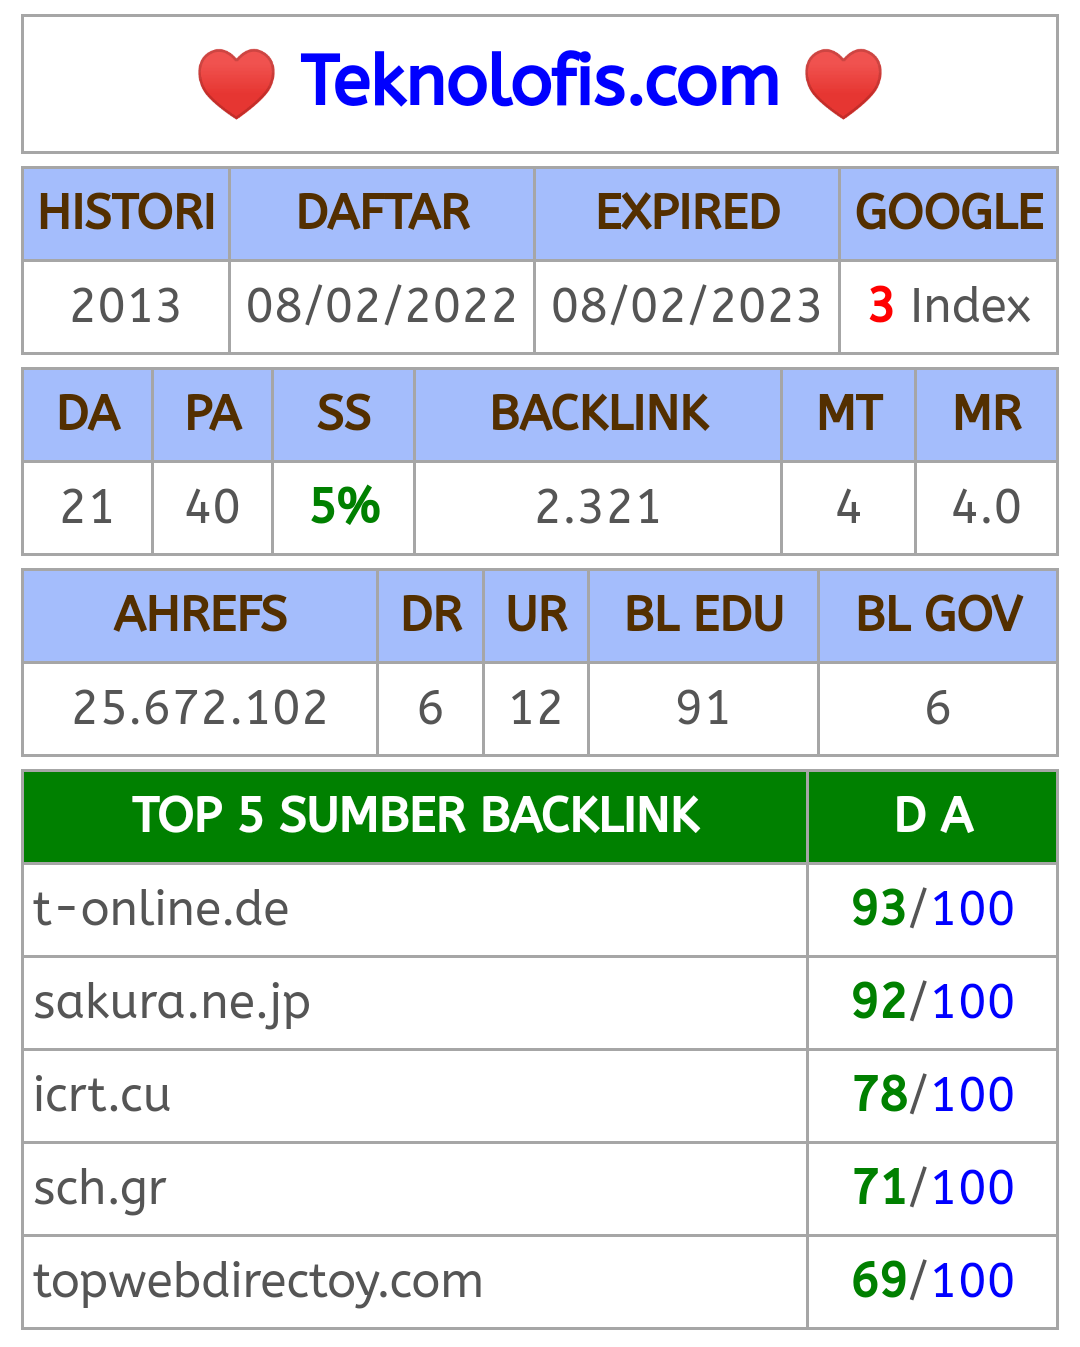 Teknolofis.com
HISTORI DAFTAR EXPIRED GOOGLE
2013 08/02/2022 08/02/2023 3 Index
DA PA SS BACKLINK MT MR
21 40 5% 2.321 4 4.0
AHREFS DR UR BL EDU BL GOV
25.672.102 6 12 91 6
TOP 5 SUMBER BACKLINK D A
t-online.de 93/100
sakura.ne.jp 92/100
icrt.cu 78/100
sch.gr 71/100
topwebdirectoy.com 69/100